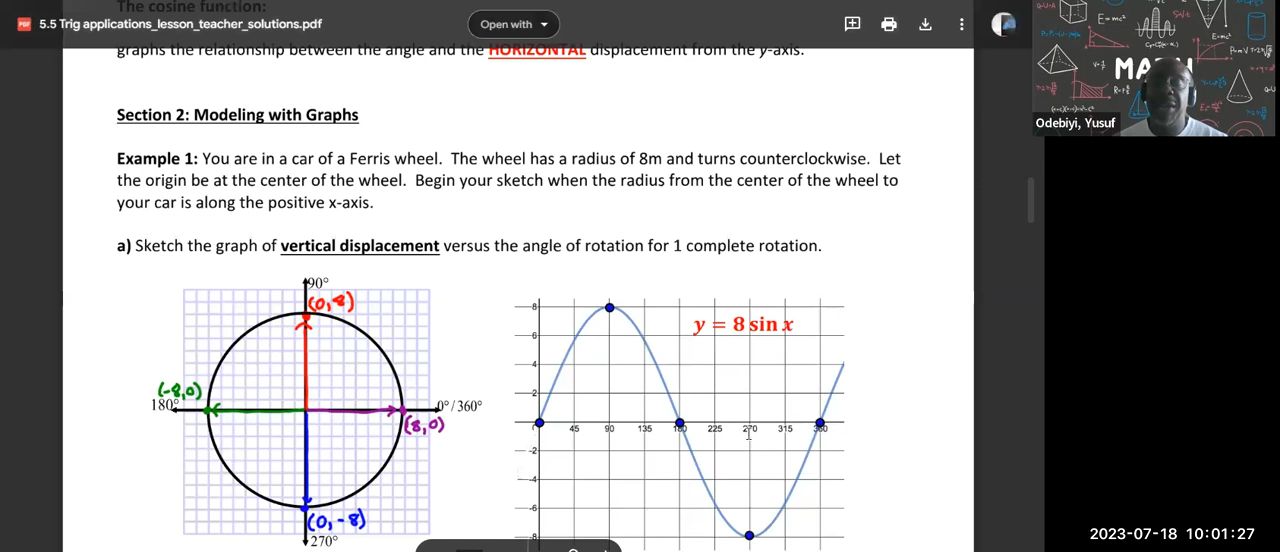 5.5 Trig applications_lesson_teacher_solutions.pdf
Open with
The cosine function:
graphs the relationship between the angle and the HORIZONTAL displacement from the y-axis.
Section 2: Modeling with Graphs
Example 1: You are in a car of a Ferris wheel. The wheel has a radius of 8m and turns counterclockwise. Let
the origin be at the center of the wheel. Begin your sketch when the radius from the center of the wheel to
your car is along the positive x-axis.
a) Sketch the graph of vertical displacement versus the angle of rotation for 1 complete rotation.
90°
(0,8)
(-8,0)
180°
0°/360°
(8,0)
(0,-8)
270°
8
6
4
2
-2
-4
-6
-8
45 90 135 180 225 270 315 360
y = 8 sin x
MATH
E=mc²
Odebiyi, Yusuf
2023-07-18 10:01:27